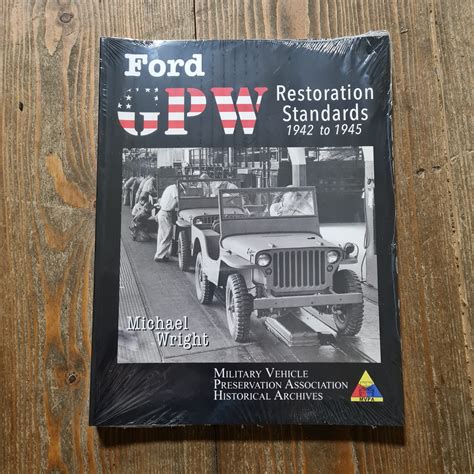 Ford
GPW
Restoration
Standards
1942 to 1945
Michael
Wright
MILITARY VEHICLE
PRESERVATION ASSOCIATION
HISTORICAL ARCHIVES
MVPA